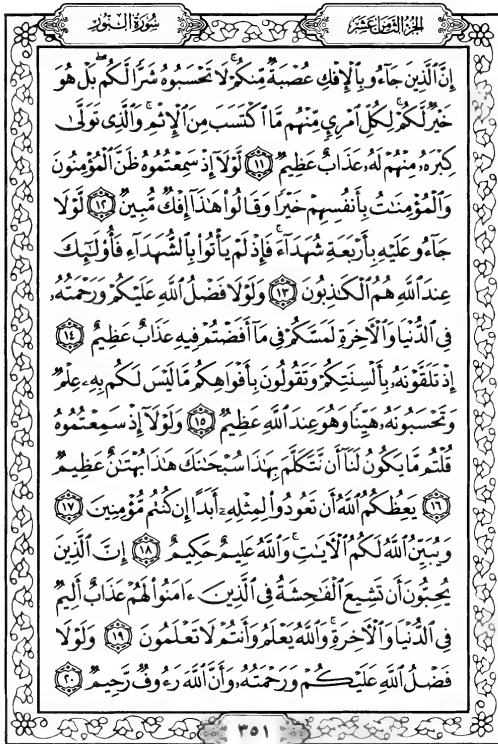 الجزء الثامن عشر
سورة النور
إِنَّ الَّذِينَ جَاءُو بِالْإِفْكِ عُصْبَةٌ مِّنكُمْ ۚ لَا تَحْسَبُوهُ شَرًّا لَّكُم ۖ بَلْ هُوَ
خَيْرٌ لَّكُمْ ۚ لِكُلِّ امْرِئٍ مِّنْهُم مَّا اكْتَسَبَ مِنَ الْإِثْمِ ۚ وَالَّذِي تَوَلَّىٰ
كِبْرَهُ مِنْهُمْ لَهُ عَذَابٌ عَظِيمٌ ١١ لَّوْلَا إِذْ سَمِعْتُمُوهُ ظَنَّ الْمُؤْمِنُونَ
وَالْمُؤْمِنَاتُ بِأَنفُسِهِمْ خَيْرًا وَقَالُوا هَٰذَا إِفْكٌ مُّبِينٌ ١٢ لَّوْلَا
جَاءُو عَلَيْهِ بِأَرْبَعَةِ شُهَدَاءَ ۚ فَإِذْ لَمْ يَأْتُوا بِالشُّهَدَاءِ فَأُولَٰئِكَ
عِندَ اللَّهِ هُمُ الْكَاذِبُونَ ١٣ وَلَوْلَا فَضْلُ اللَّهِ عَلَيْكُمْ وَرَحْمَتُهُ
فِي الدُّنْيَا وَالْآخِرَةِ لَمَسَّكُمْ فِي مَا أَفَضْتُمْ فِيهِ عَذَابٌ عَظِيمٌ ١٤
إِذْ تَلَقَّوْنَهُ بِأَلْسِنَتِكُمْ وَتَقُولُونَ بِأَفْوَاهِكُم مَّا لَيْسَ لَكُم بِهِ عِلْمٌ
وَتَحْسَبُونَهُ هَيِّنًا وَهُوَ عِندَ اللَّهِ عَظِيمٌ ١٥ وَلَوْلَا إِذْ سَمِعْتُمُوهُ
قُلْتُم مَّا يَكُونُ لَنَا أَن نَّتَكَلَّمَ بِهَٰذَا سُبْحَانَكَ هَٰذَا بُهْتَانٌ عَظِيمٌ
١٦ يَعِظُكُمُ اللَّهُ أَن تَعُودُوا لِمِثْلِهِ أَبَدًا إِن كُنتُم مُّؤْمِنِينَ ١٧
وَيُبَيِّنُ اللَّهُ لَكُمُ الْآيَاتِ ۚ وَاللَّهُ عَلِيمٌ حَكِيمٌ ١٨ إِنَّ الَّذِينَ
يُحِبُّونَ أَن تَشِيعَ الْفَاحِشَةُ فِي الَّذِينَ ءَامَنُوا لَهُمْ عَذَابٌ أَلِيمٌ
فِي الدُّنْيَا وَالْآخِرَةِ ۚ وَاللَّهُ يَعْلَمُ وَأَنتُمْ لَا تَعْلَمُونَ ١٩ وَلَوْلَا
فَضْلُ اللَّهِ عَلَيْكُمْ وَرَحْمَتُهُ وَأَنَّ اللَّهَ رَءُوفٌ رَّحِيمٌ ٢٠
٣٥١